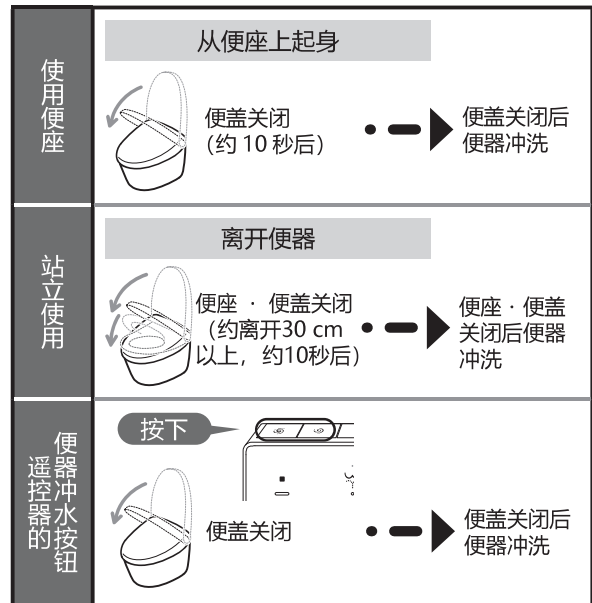 使用便座
从便座上起身
便盖关闭
（约 10 秒后）
便盖关闭后
便器冲洗
站立使用
离开便器
便座 · 便盖关闭
（约离开30 cm
以上，约10秒后）
便座 · 便盖
关闭后便器
冲洗
遥控器的
便器冲水按钮
按下
便盖关闭
便盖关闭后
便器冲洗